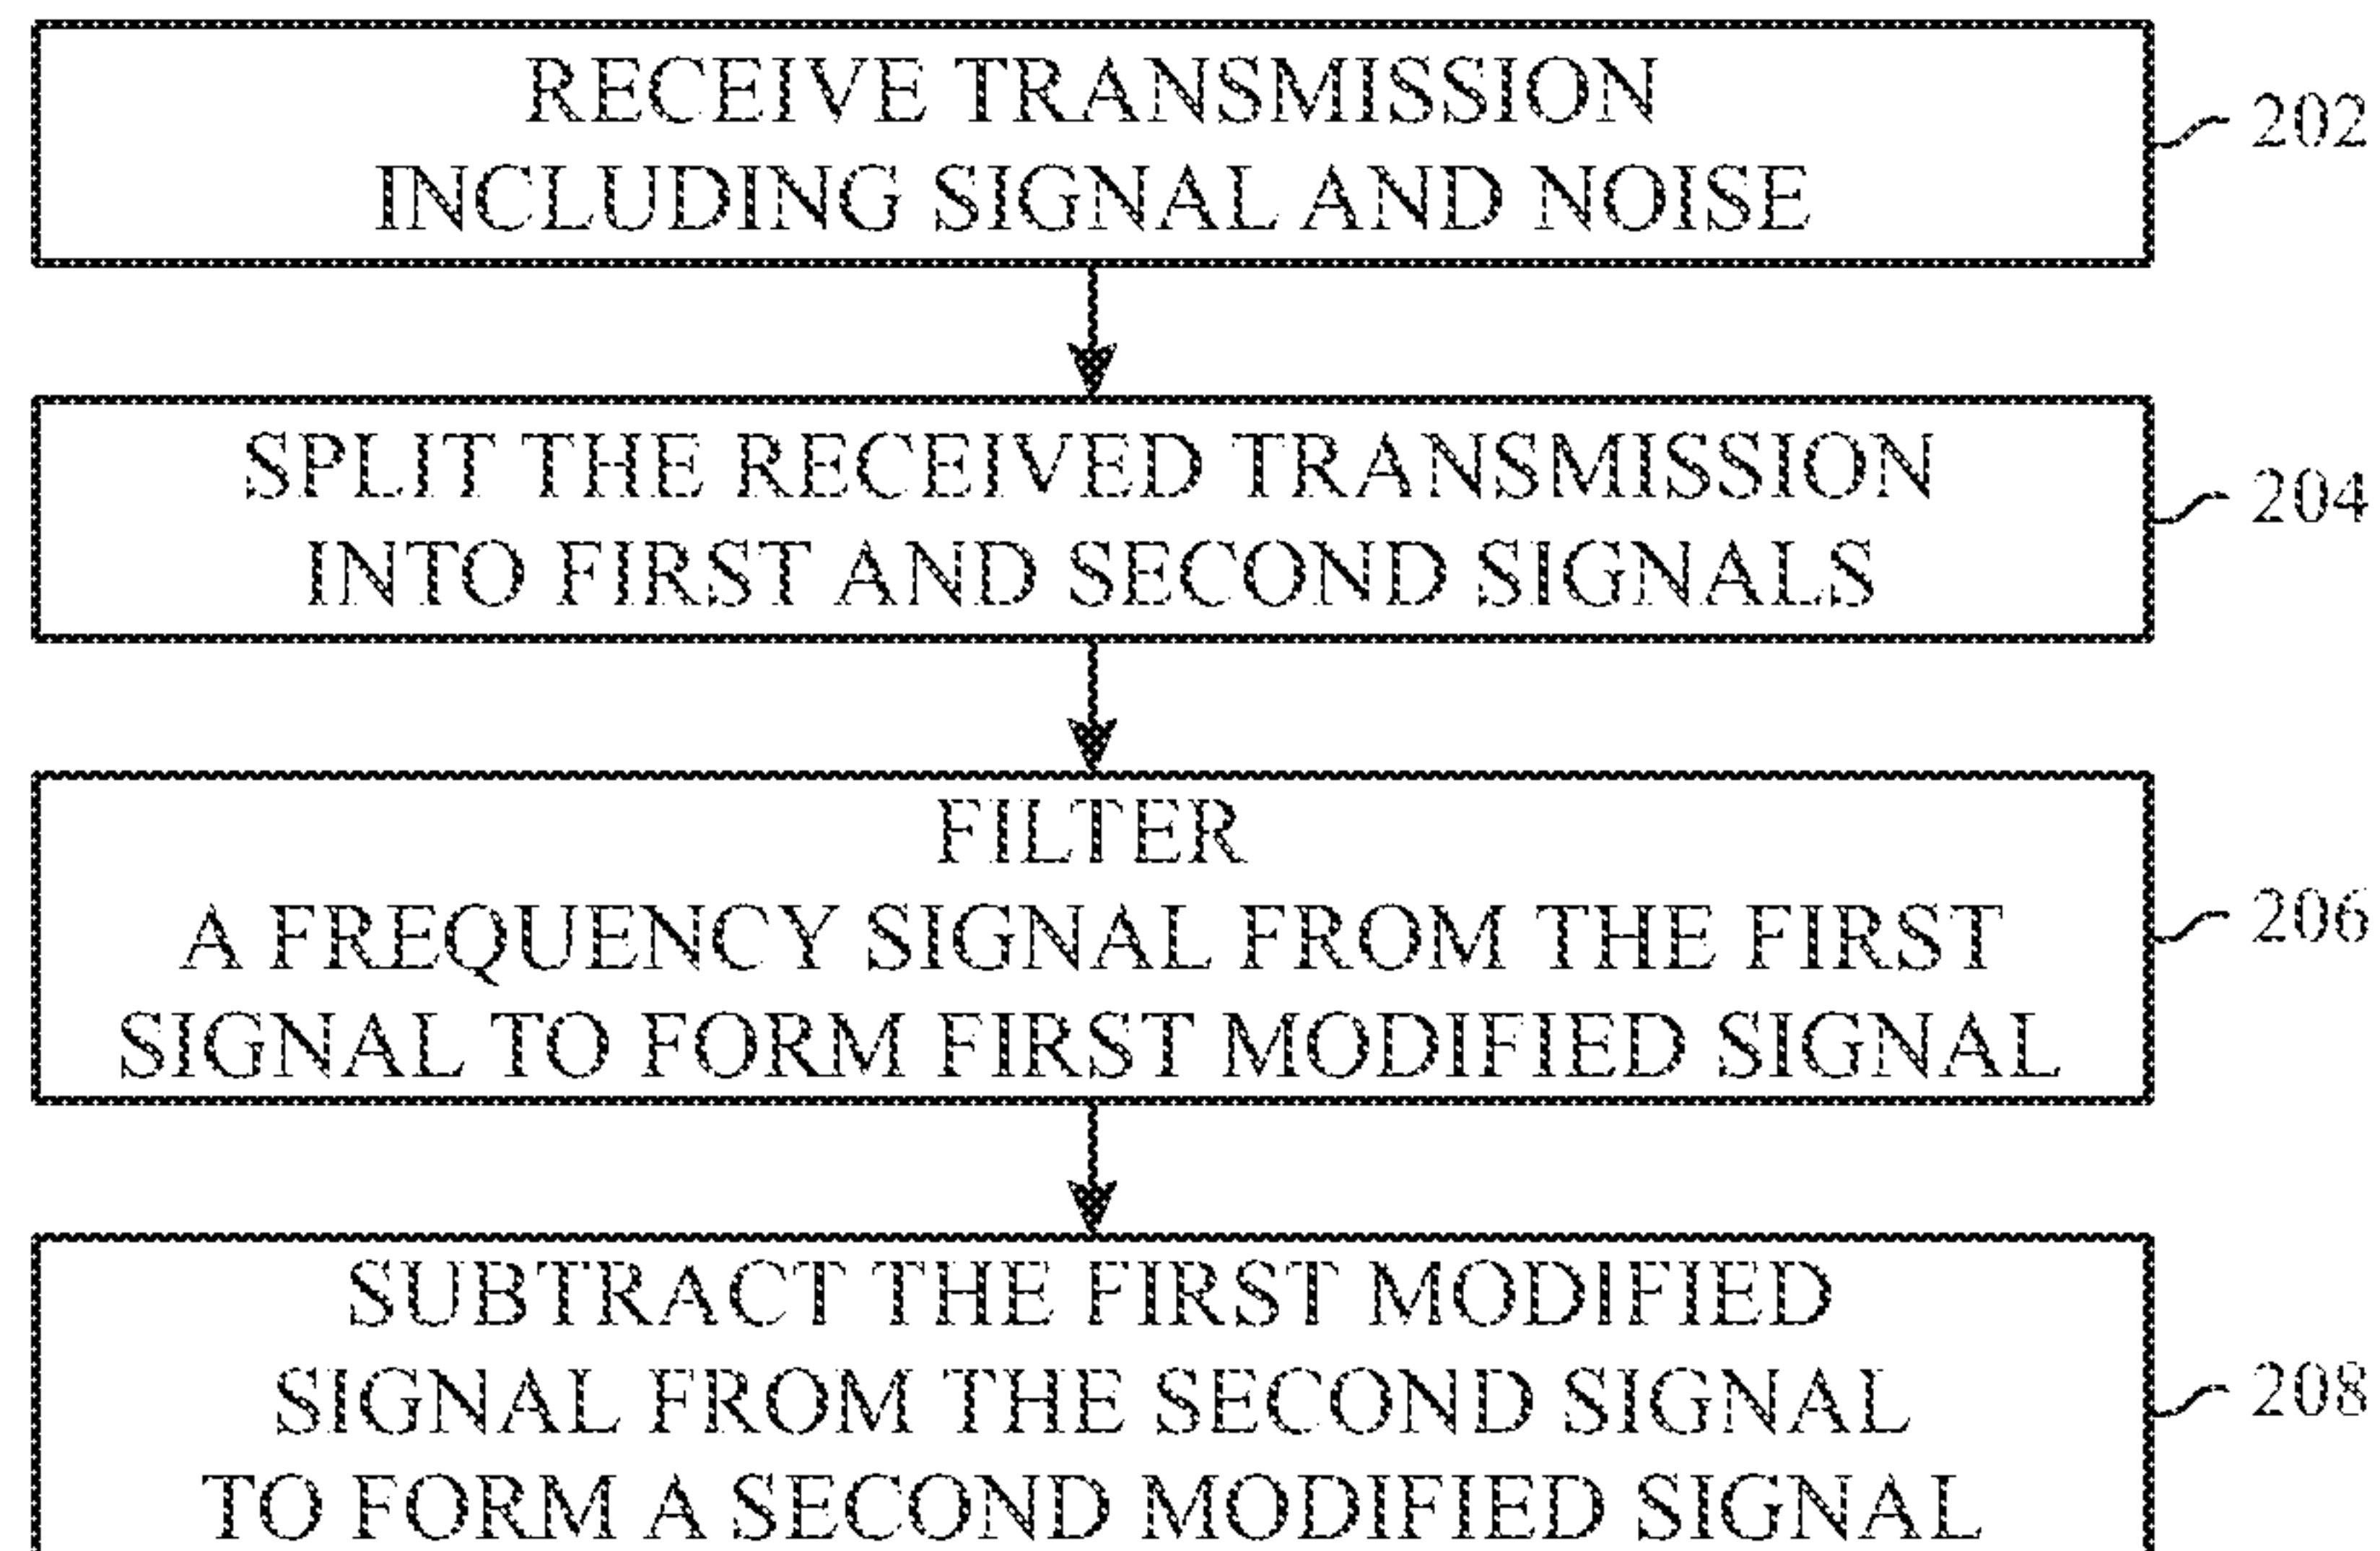 RECEIVE TRANSMISSION
INCLUDING SIGNAL AND NOISE
202
SPLIT THE RECEIVED TRANSMISSION
INTO FIRST AND SECOND SIGNALS
204
FILTER
A FREQUENCY SIGNAL FROM THE FIRST
SIGNAL TO FORM FIRST MODIFIED SIGNAL
206
SUBTRACT THE FIRST MODIFIED
SIGNAL FROM THE SECOND SIGNAL
TO FORM A SECOND MODIFIED SIGNAL
208